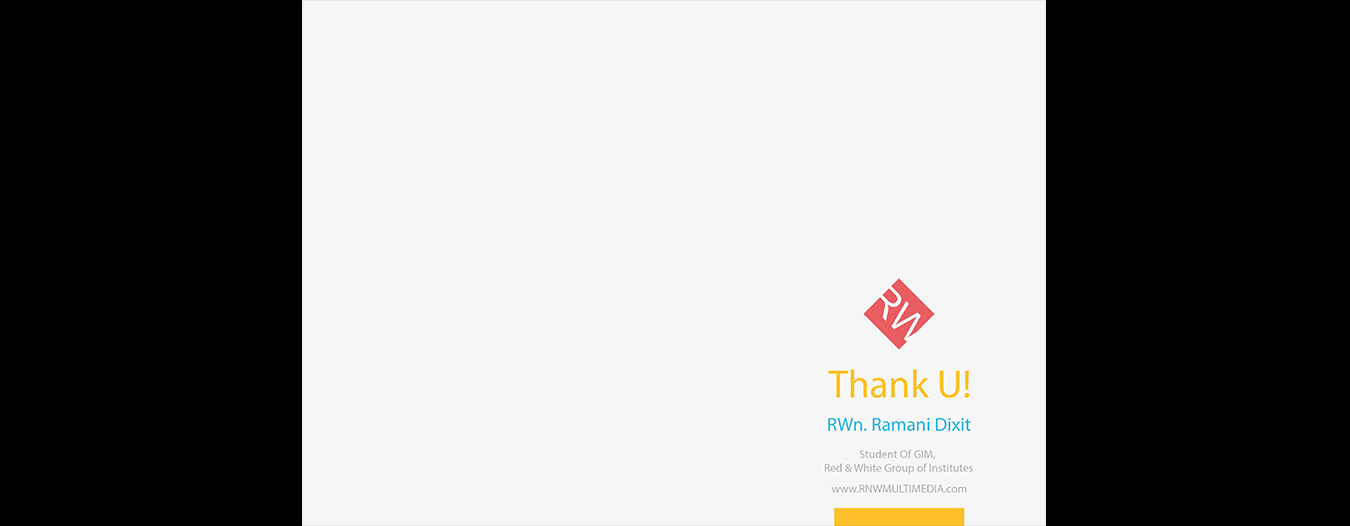 RW
Thank U!
RWn. Ramani Dixit
Student Of GIM,
Red & White Group of Institutes
www.RNWMULTIMEDIA.com